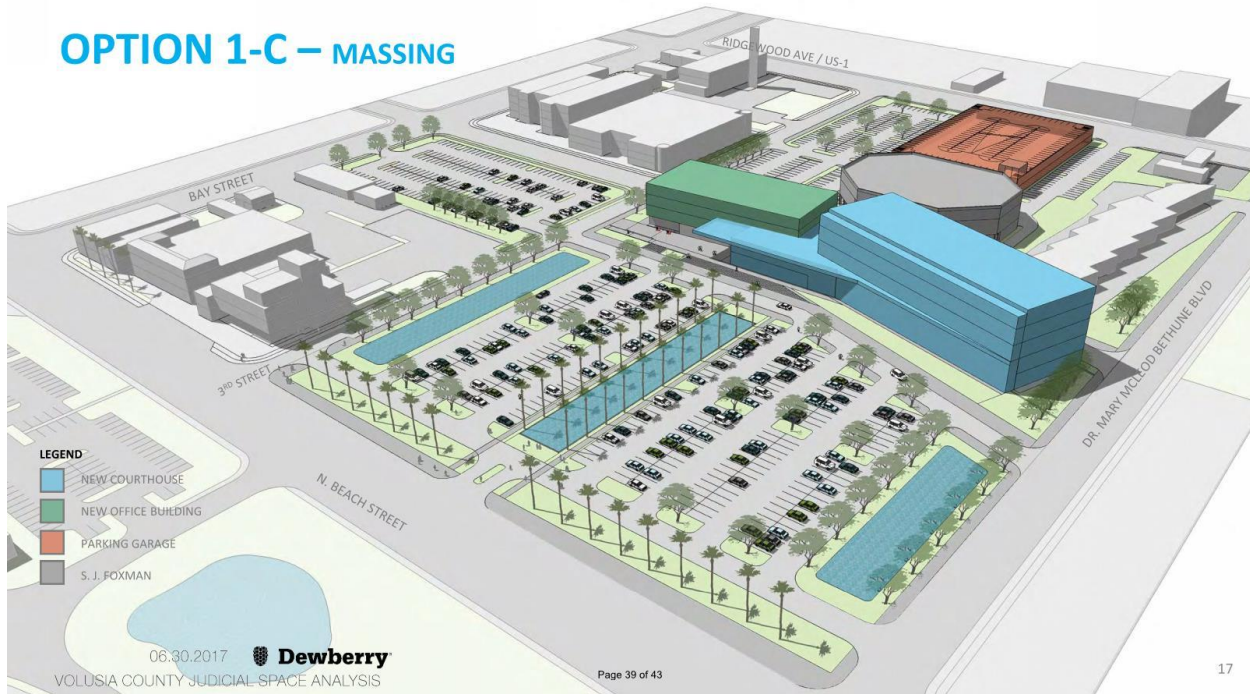 OPTION 1-C – MASSING
RIDGEWOOD AVE / US-1
BAY STREET
3RD STREET
N. BEACH STREET
DR. MARY MCLEOD BETHUNE BLVD
LEGEND
NEW COURTHOUSE
NEW OFFICE BUILDING
PARKING GARAGE
S. J. FOXMAN
06.30.2017 Dewberry
VOLUSIA COUNTY JUDICIAL SPACE ANALYSIS
Page 39 of 43
17